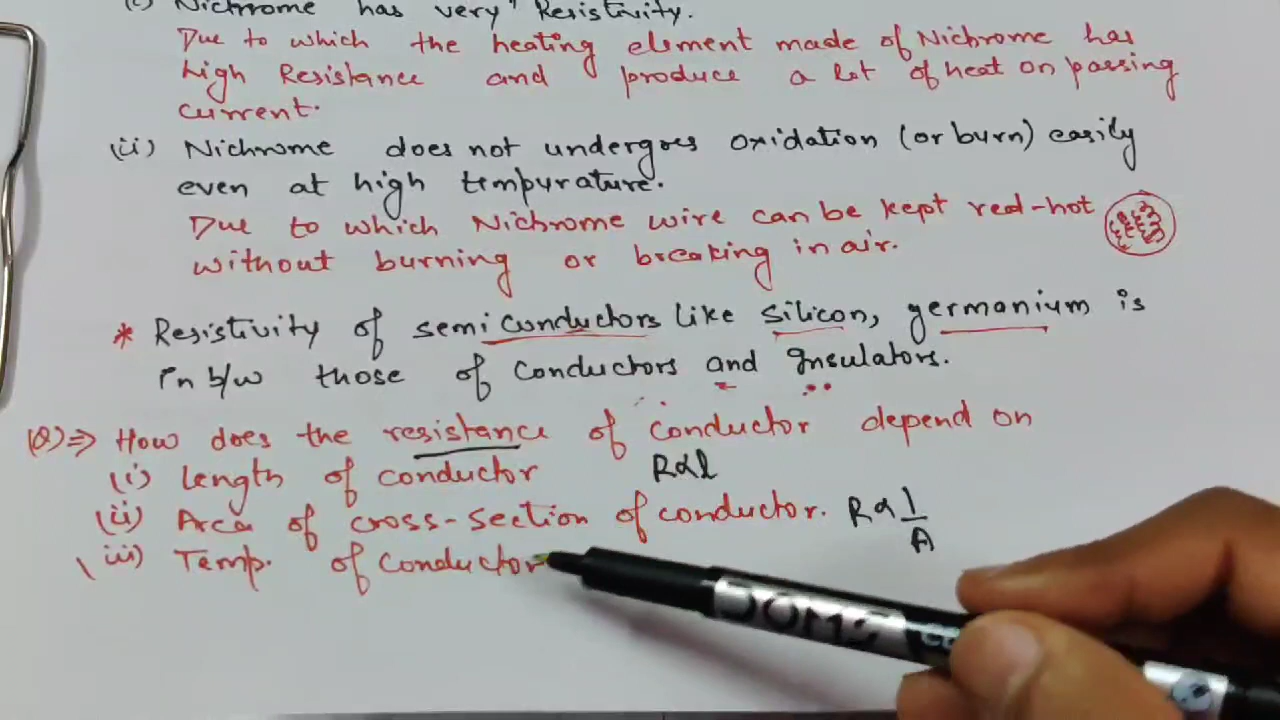 (i) Nichrome has very " Resistivity.
Due to which the heating element made of Nichrome has
high Resistance and produce a lot of heat on passing
current.
(ii) Nichrome does not undergoes oxidation (or burn) easily
even at high tempurature.
Due to which Nichrome wire can be kept red-hot
without burning or breaking in air.
* Resistivity of semiconductors like silicon, germanium is
in b/w those of conductors and Insulators.
(Q)⇒ How does the resistance of conductor depend on
(i) Length of conductor R∝l
(ii) Area of cross-section of conductor. R∝1/A
(iii) Temp. of Conductor
DOMS